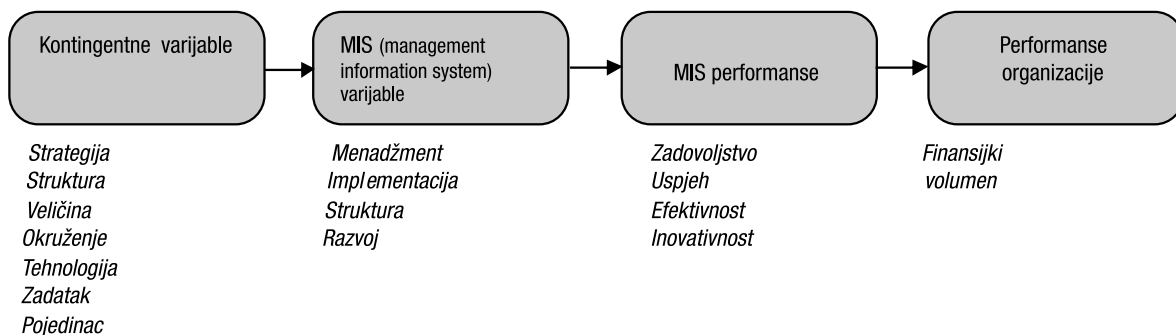 Kontingentne varijable
MIS (management
information system)
varijable
MIS performanse
Performanse
organizacije
Strategija
Struktura
Veličina
Okruženje
Tehnologija
Zadatak
Pojedinac
Menadžment
Implementacija
Struktura
Razvoj
Zadovoljstvo
Uspjeh
Efektivnost
Inovativnost
Finansijki
volumen